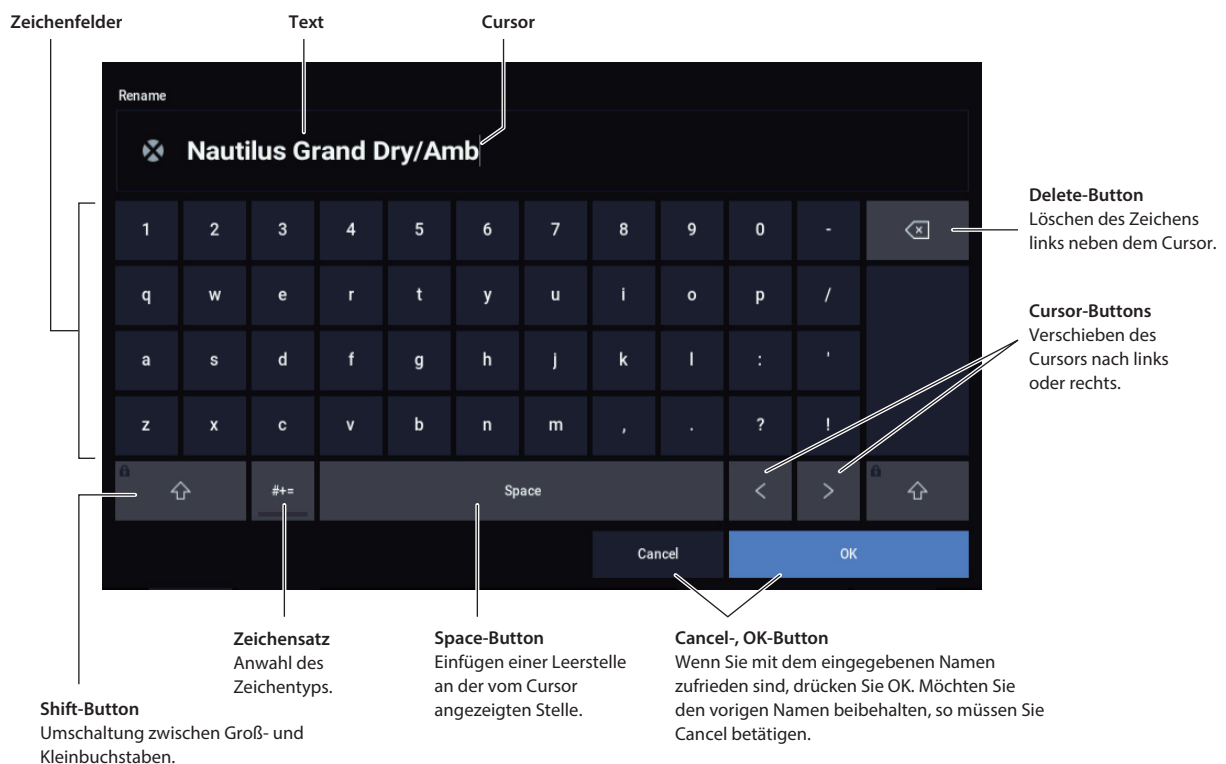 Zeichenfelder Text Cursor
Rename
Nautilus Grand Dry/Amb
1 2 3 4 5 6 7 8 9 0 -
q w e r t y u i o p /
a s d f g h j k l : '
z x c v b n m , . ? !
#+= Space < >
Cancel OK
Delete-Button
Löschen des Zeichens
links neben dem Cursor.
Cursor-Buttons
Verschieben des
Cursors nach links
oder rechts.
Zeichensatz
Anwahl des
Zeichentyps.
Space-Button
Einfügen einer Leerstelle
an der vom Cursor
angezeigten Stelle.
Cancel-, OK-Button
Wenn Sie mit dem eingegebenen Namen
zufrieden sind, drücken Sie OK. Möchten Sie
den vorigen Namen beibehalten, so müssen Sie
Cancel betätigen.
Shift-Button
Umschaltung zwischen Groß- und
Kleinbuchstaben.